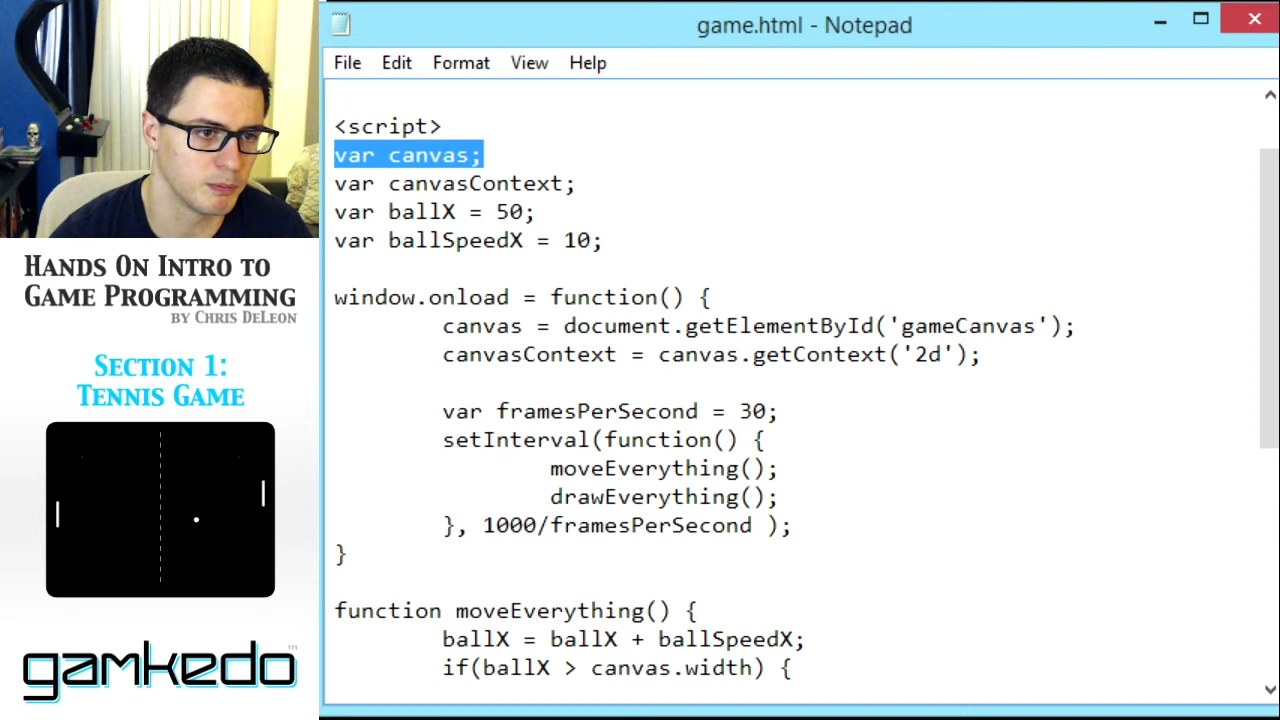 game.html - Notepad
File Edit Format View Help
<script>
var canvas;
var canvasContext;
var ballX = 50;
var ballSpeedX = 10;
window.onload = function() {
canvas = document.getElementById('gameCanvas');
canvasContext = canvas.getContext('2d');
var framesPerSecond = 30;
setInterval(function() {
moveEverything();
drawEverything();
}, 1000/framesPerSecond );
}
function moveEverything() {
ballX = ballX + ballSpeedX;
if(ballX > canvas.width) {
Hands On Intro to
Game Programming
by Chris DeLeon
Section 1:
Tennis Game
gamkedo™